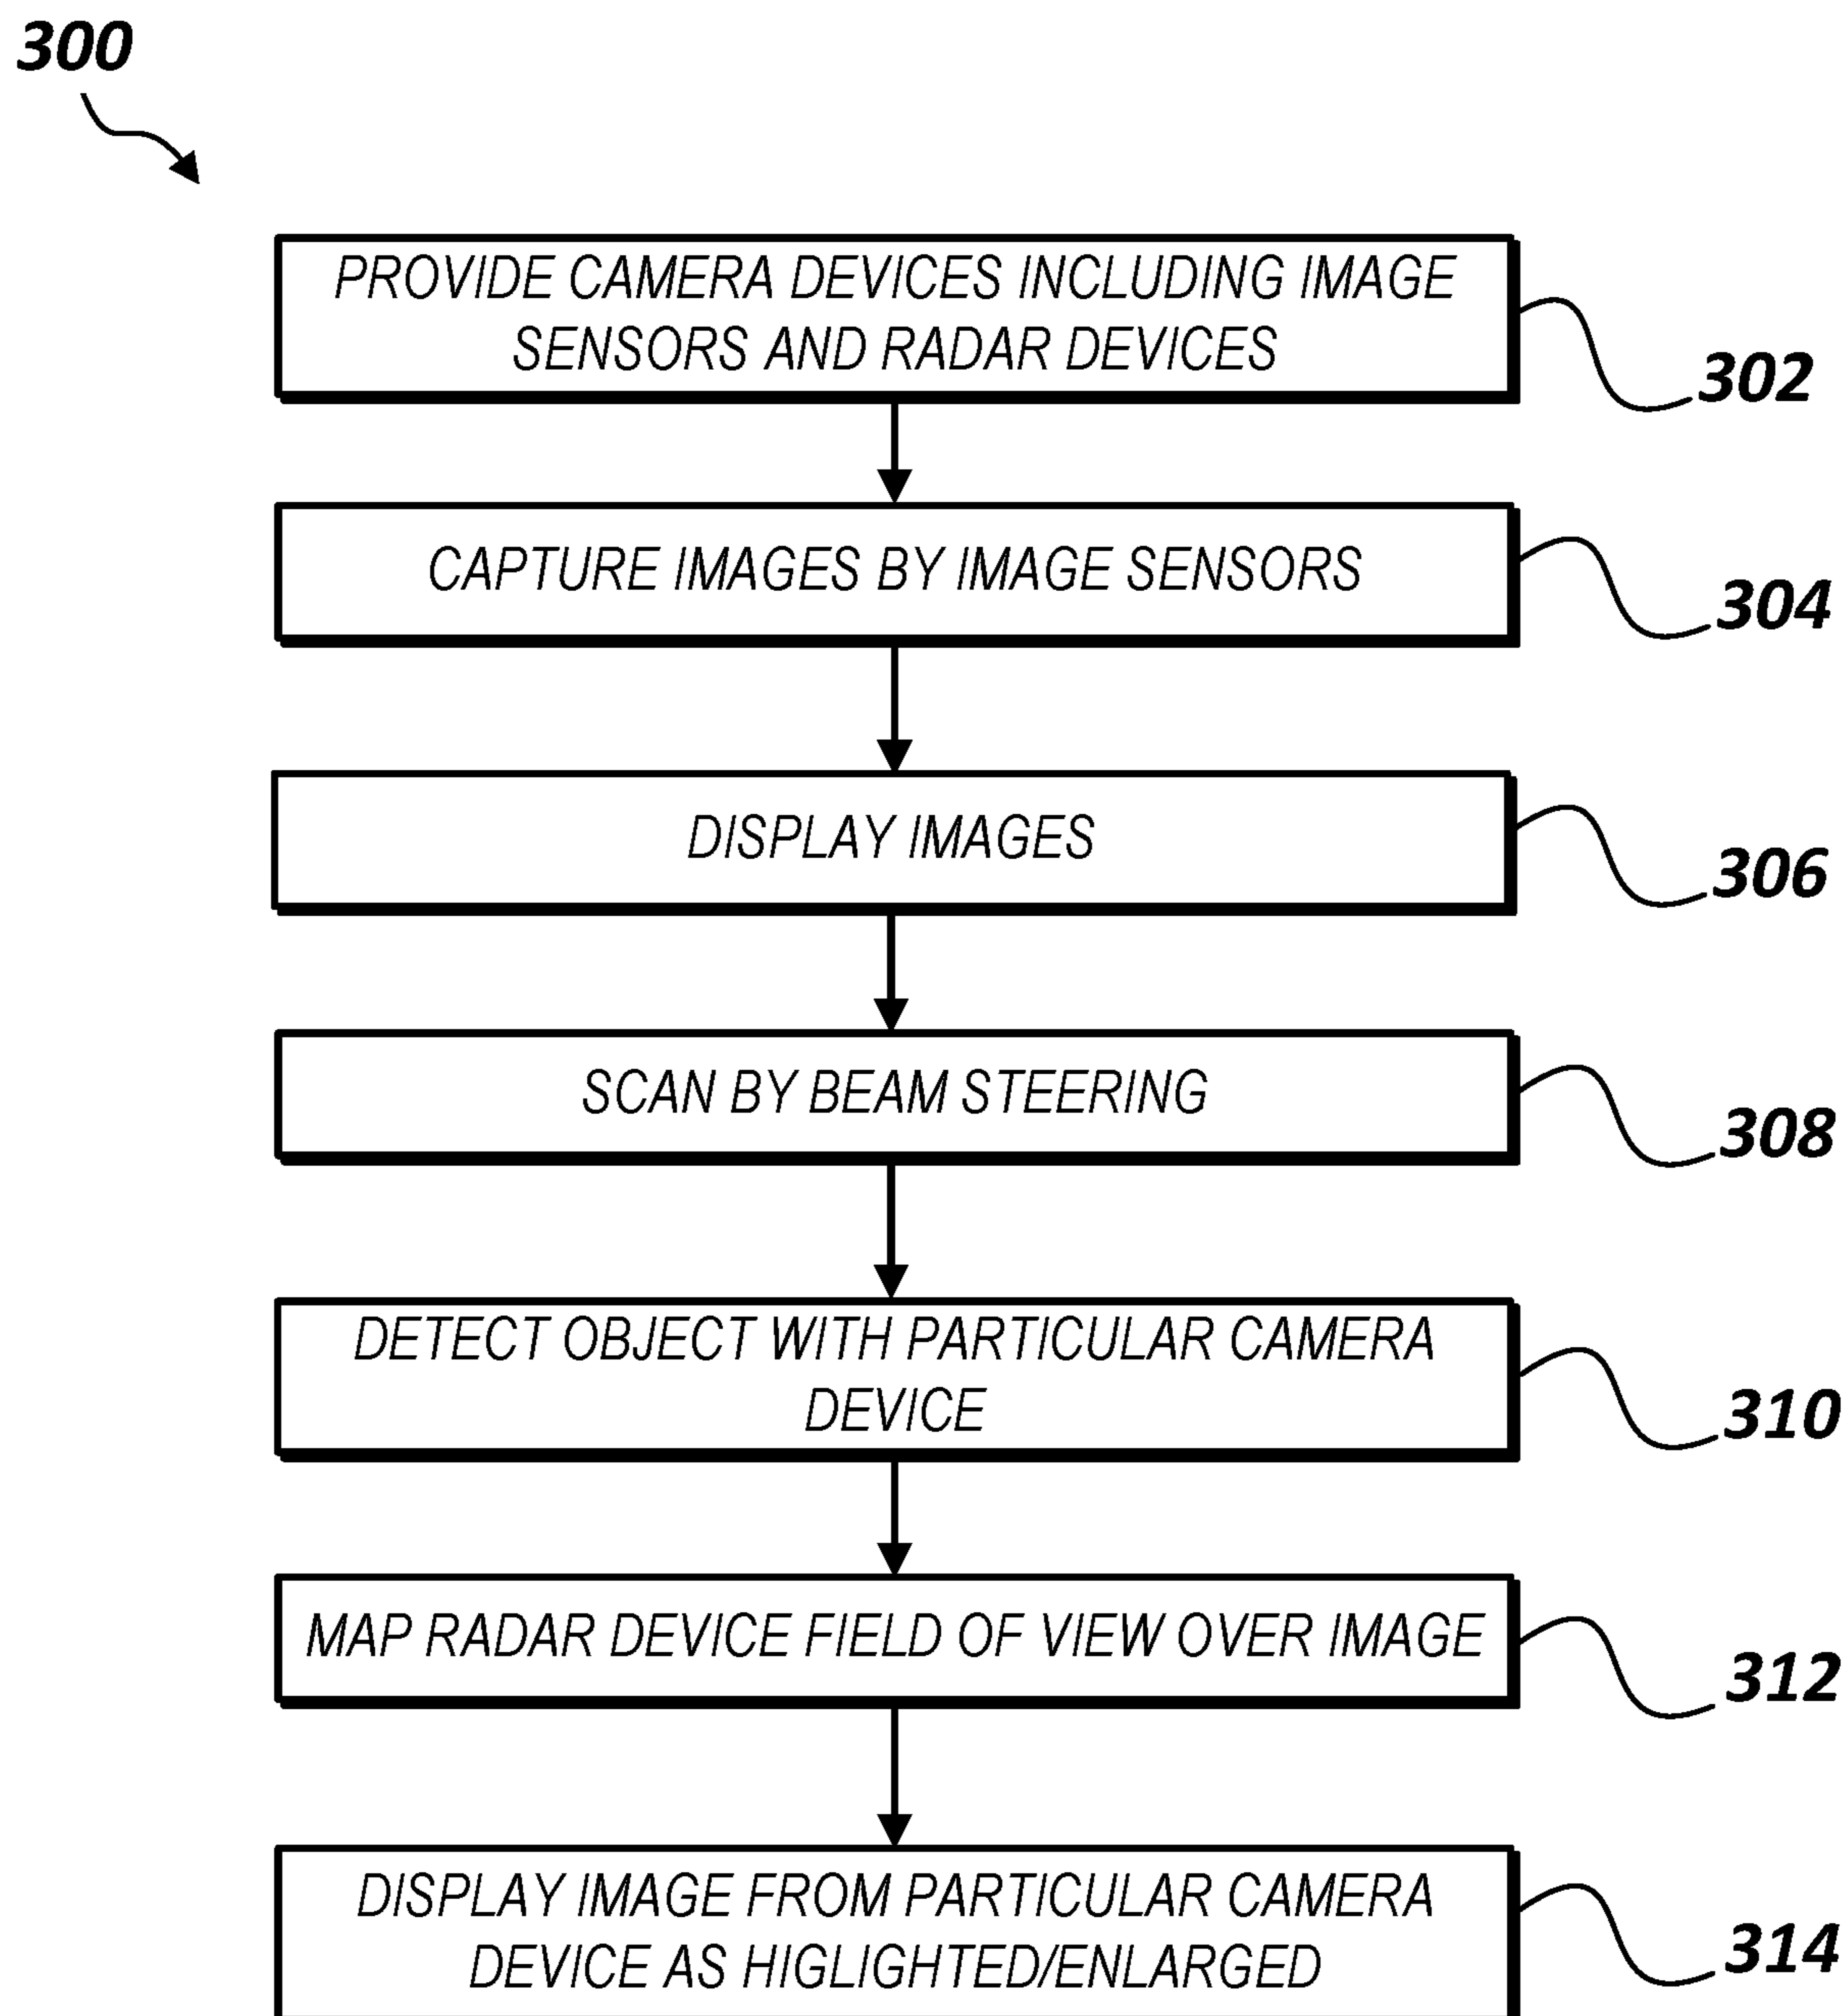 300
PROVIDE CAMERA DEVICES INCLUDING IMAGE
SENSORS AND RADAR DEVICES
302
CAPTURE IMAGES BY IMAGE SENSORS
304
DISPLAY IMAGES
306
SCAN BY BEAM STEERING
308
DETECT OBJECT WITH PARTICULAR CAMERA
DEVICE
310
MAP RADAR DEVICE FIELD OF VIEW OVER IMAGE
312
DISPLAY IMAGE FROM PARTICULAR CAMERA
DEVICE AS HIGLIGHTED/ENLARGED
314